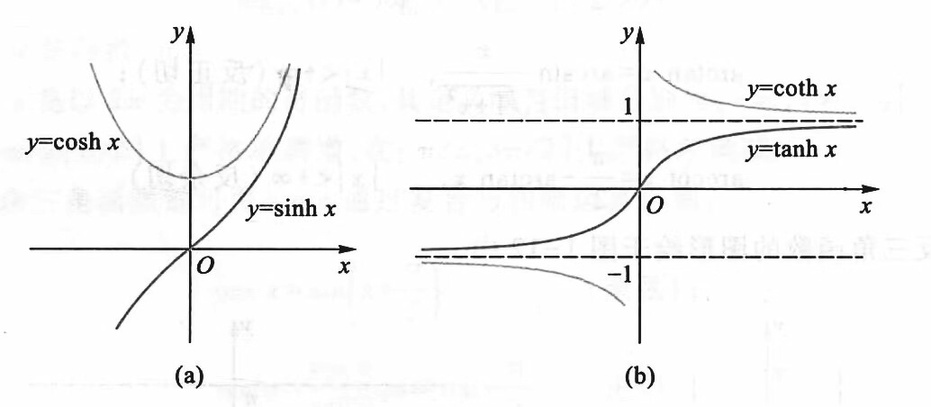 y
y=cosh x
y=sinh x
O
x
(a)
y
y=coth x
1
y=tanh x
O
x
-1
(b)